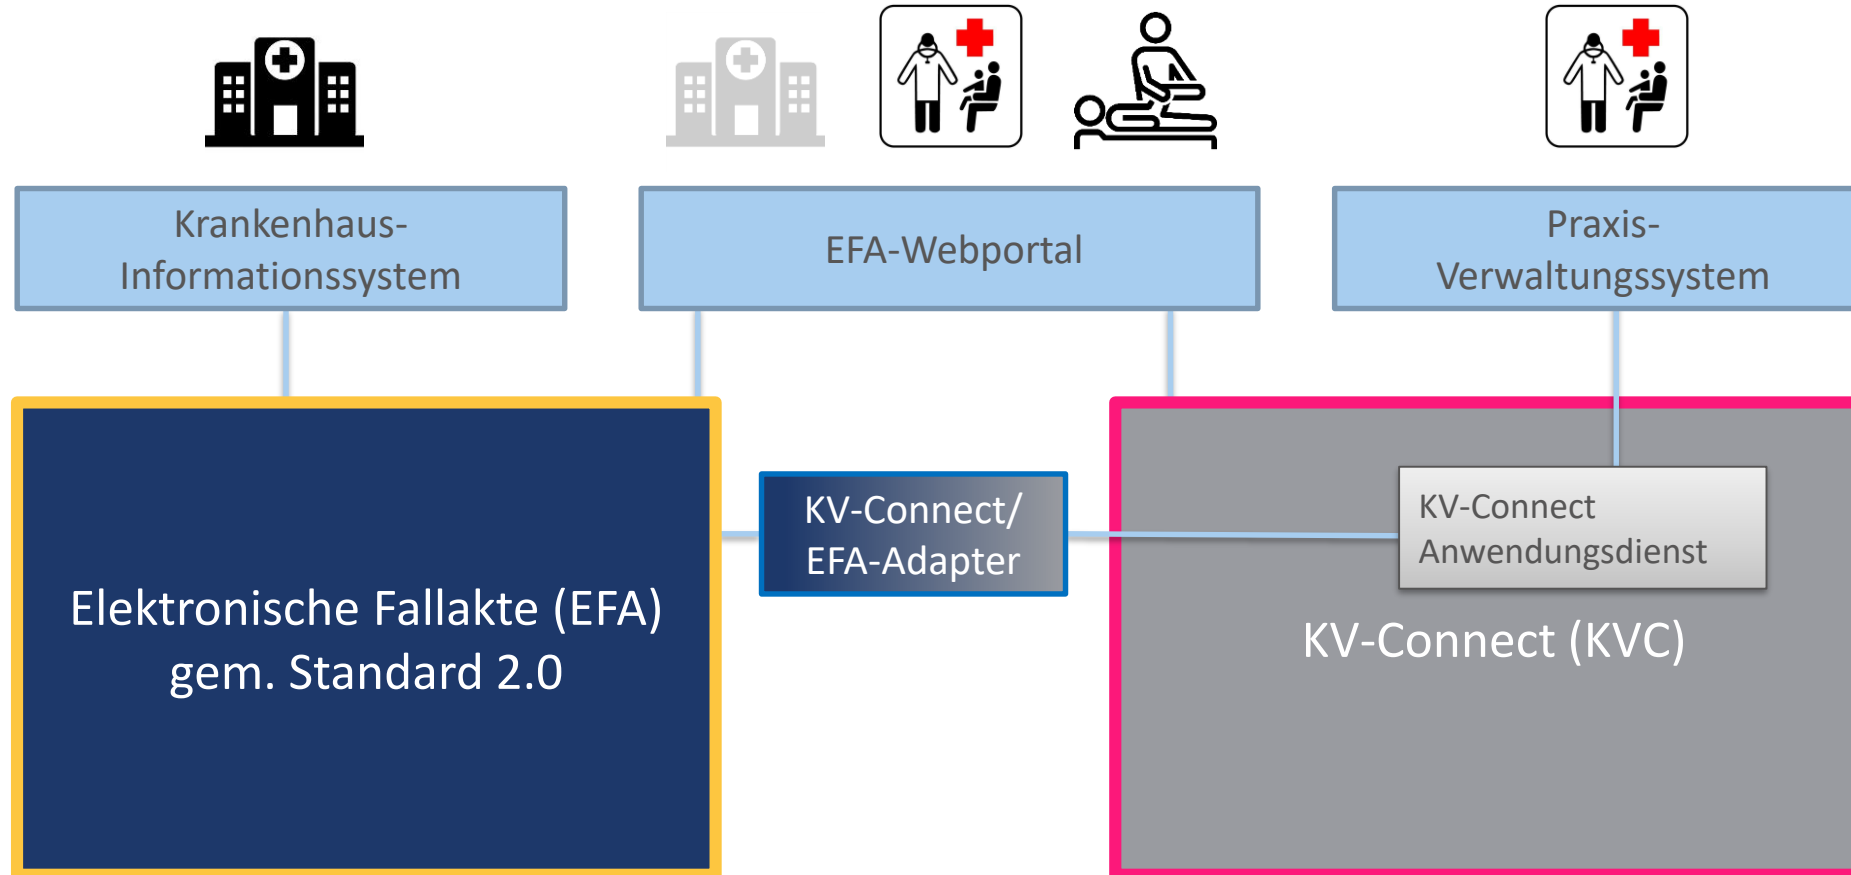 Krankenhaus-
Informationssystem
EFA-Webportal
Praxis-
Verwaltungssystem
KV-Connect/
EFA-Adapter
KV-Connect
Anwendungsdienst
Elektronische Fallakte (EFA)
gem. Standard 2.0
KV-Connect (KVC)